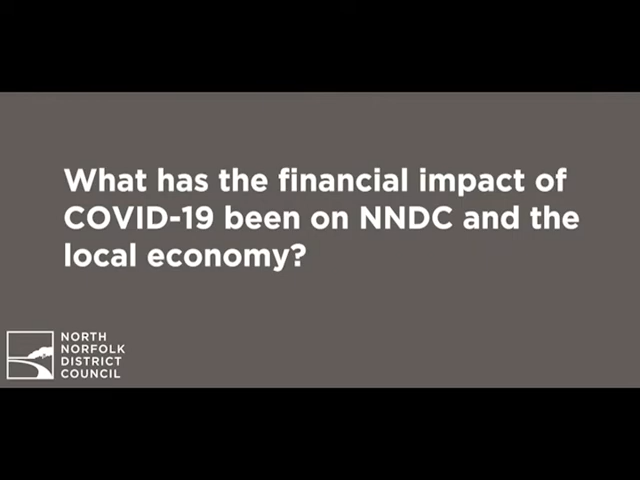 What has the financial impact of
COVID-19 been on NNDC and the
local economy?
NORTH
NORFOLK
DISTRICT
COUNCIL